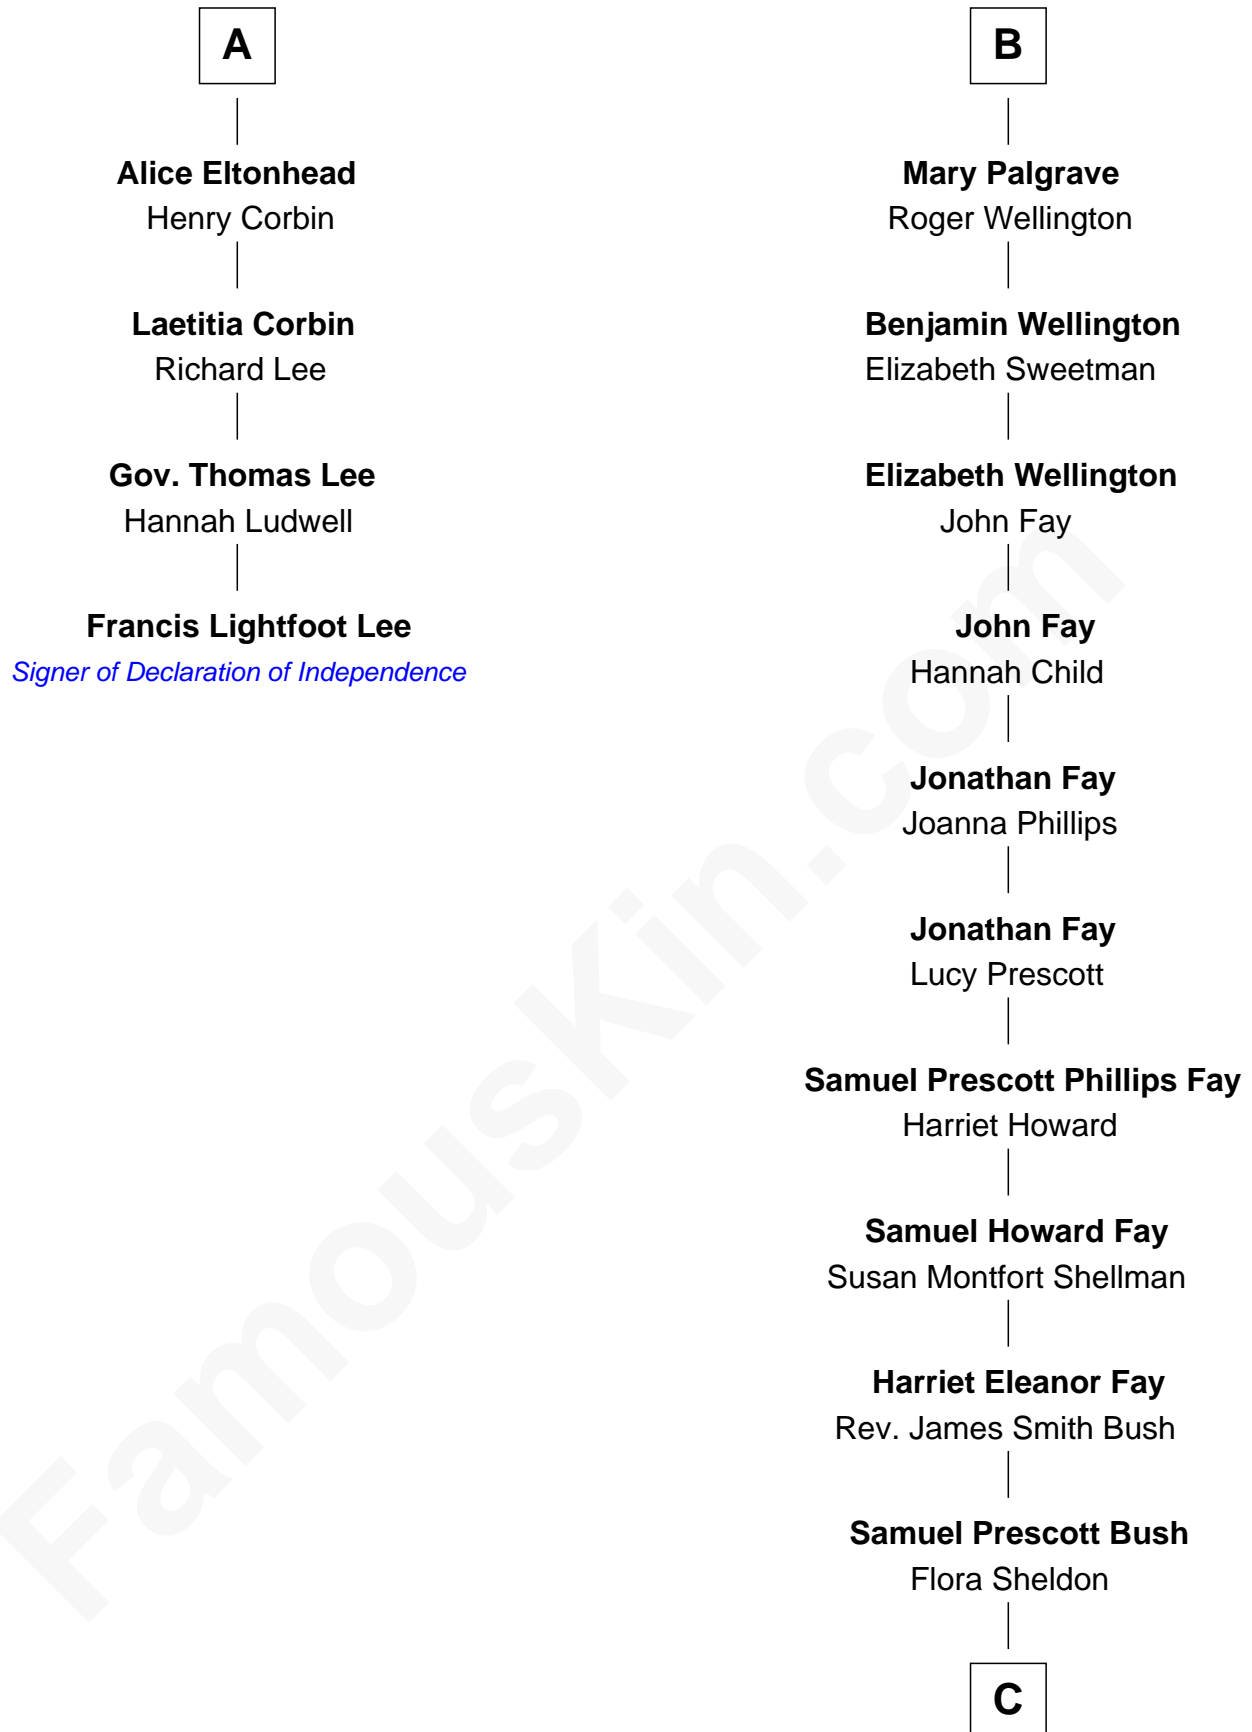 A
Alice Eltonhead
Henry Corbin
Laetitia Corbin
Richard Lee
Gov. Thomas Lee
Hannah Ludwell
Francis Lightfoot Lee
Signer of Declaration of Independence
B
Mary Palgrave
Roger Wellington
Benjamin Wellington
Elizabeth Sweetman
Elizabeth Wellington
John Fay
John Fay
Hannah Child
Jonathan Fay
Joanna Phillips
Jonathan Fay
Lucy Prescott
Samuel Prescott Phillips Fay
Harriet Howard
Samuel Howard Fay
Susan Montfort Shellman
Harriet Eleanor Fay
Rev. James Smith Bush
Samuel Prescott Bush
Flora Sheldon
C
FamousKin.com